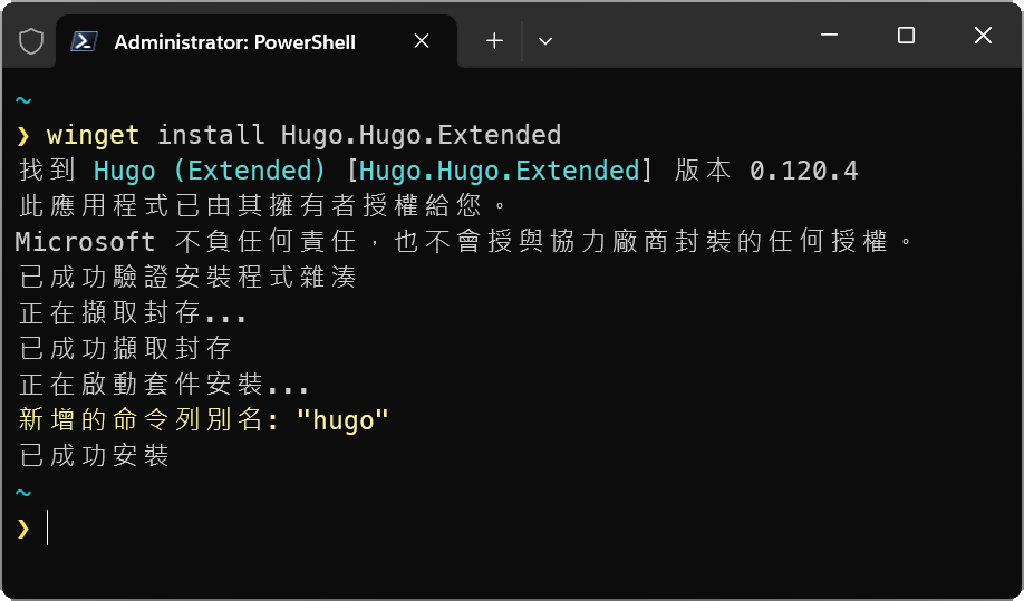 Administrator: PowerShell
~
❯ winget install Hugo.Hugo.Extended
找到 Hugo (Extended) [Hugo.Hugo.Extended] 版本 0.120.4
此應用程式已由其擁有者授權給您。
Microsoft 不負任何責任，也不會授與協力廠商封裝的任何授權。
已成功驗證安裝程式雜湊
正在擷取封存...
已成功擷取封存
正在啟動套件安裝...
新增的命令列別名: "hugo"
已成功安裝
~
❯